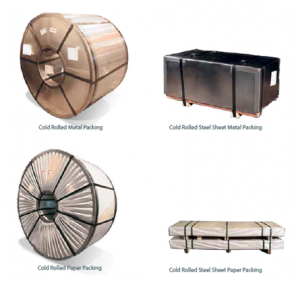 Cold Rolled Metal Packing
Cold Rolled Steel Sheet Metal Packing
Cold Rolled Paper Packing
Cold Rolled Steel Sheet Paper Packing